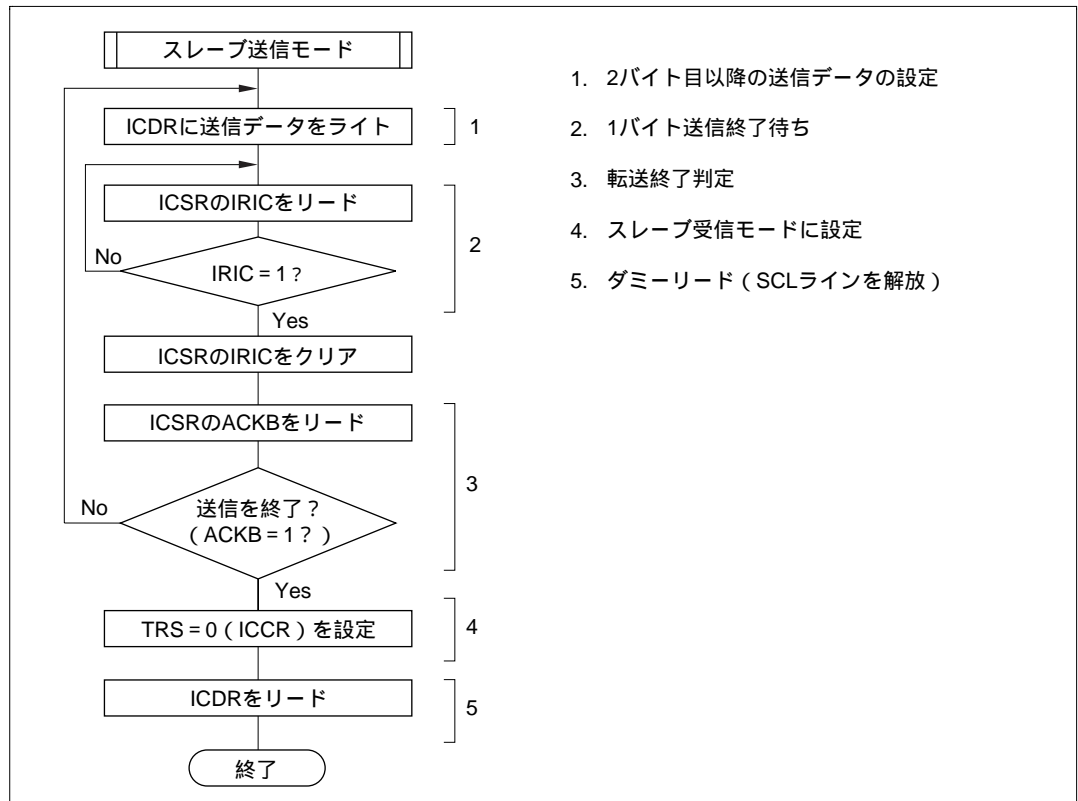 スレーブ送信モード
ICDRに送信データをライト
1
ICSRのIRICをリード
No
IRIC = 1?
2
Yes
ICSRのIRICをクリア
ICSRのACKBをリード
No
送信を終了？
(ACKB = 1?)
3
Yes
TRS = 0（ICCR）を設定
4
ICDRをリード
5
終了
1. 2バイト目以降の送信データの設定
2. 1バイト送信終了待ち
3. 転送終了判定
4. スレーブ受信モードに設定
5. ダミーリード（SCLラインを解放）